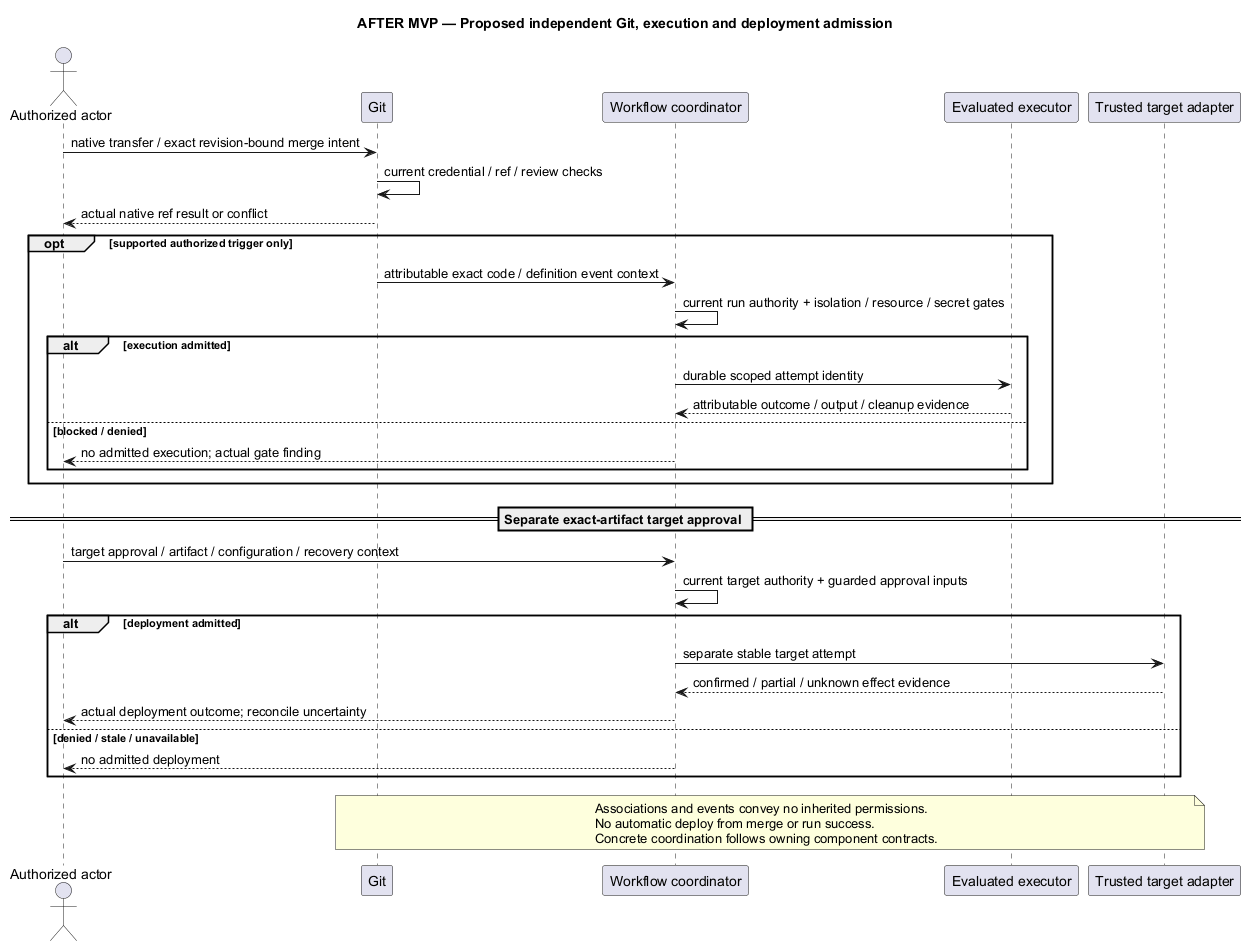 AFTER MVP — Proposed independent Git, execution and deployment admission
Authorized actor
Git
Workflow coordinator
Evaluated executor
Trusted target adapter
native transfer / exact revision-bound merge intent
current credential / ref / review checks
actual native ref result or conflict
opt
[supported authorized trigger only]
attributable exact code / definition event context
current run authority + isolation / resource / secret gates
alt
[execution admitted]
durable scoped attempt identity
attributable outcome / output / cleanup evidence
[blocked / denied]
no admitted execution; actual gate finding
Separate exact-artifact target approval
target approval / artifact / configuration / recovery context
current target authority + guarded approval inputs
alt
[deployment admitted]
separate stable target attempt
confirmed / partial / unknown effect evidence
actual deployment outcome; reconcile uncertainty
[denied / stale / unavailable]
no admitted deployment
Associations and events convey no inherited permissions.
No automatic deploy from merge or run success.
Concrete coordination follows owning component contracts.
Authorized actor
Git
Workflow coordinator
Evaluated executor
Trusted target adapter